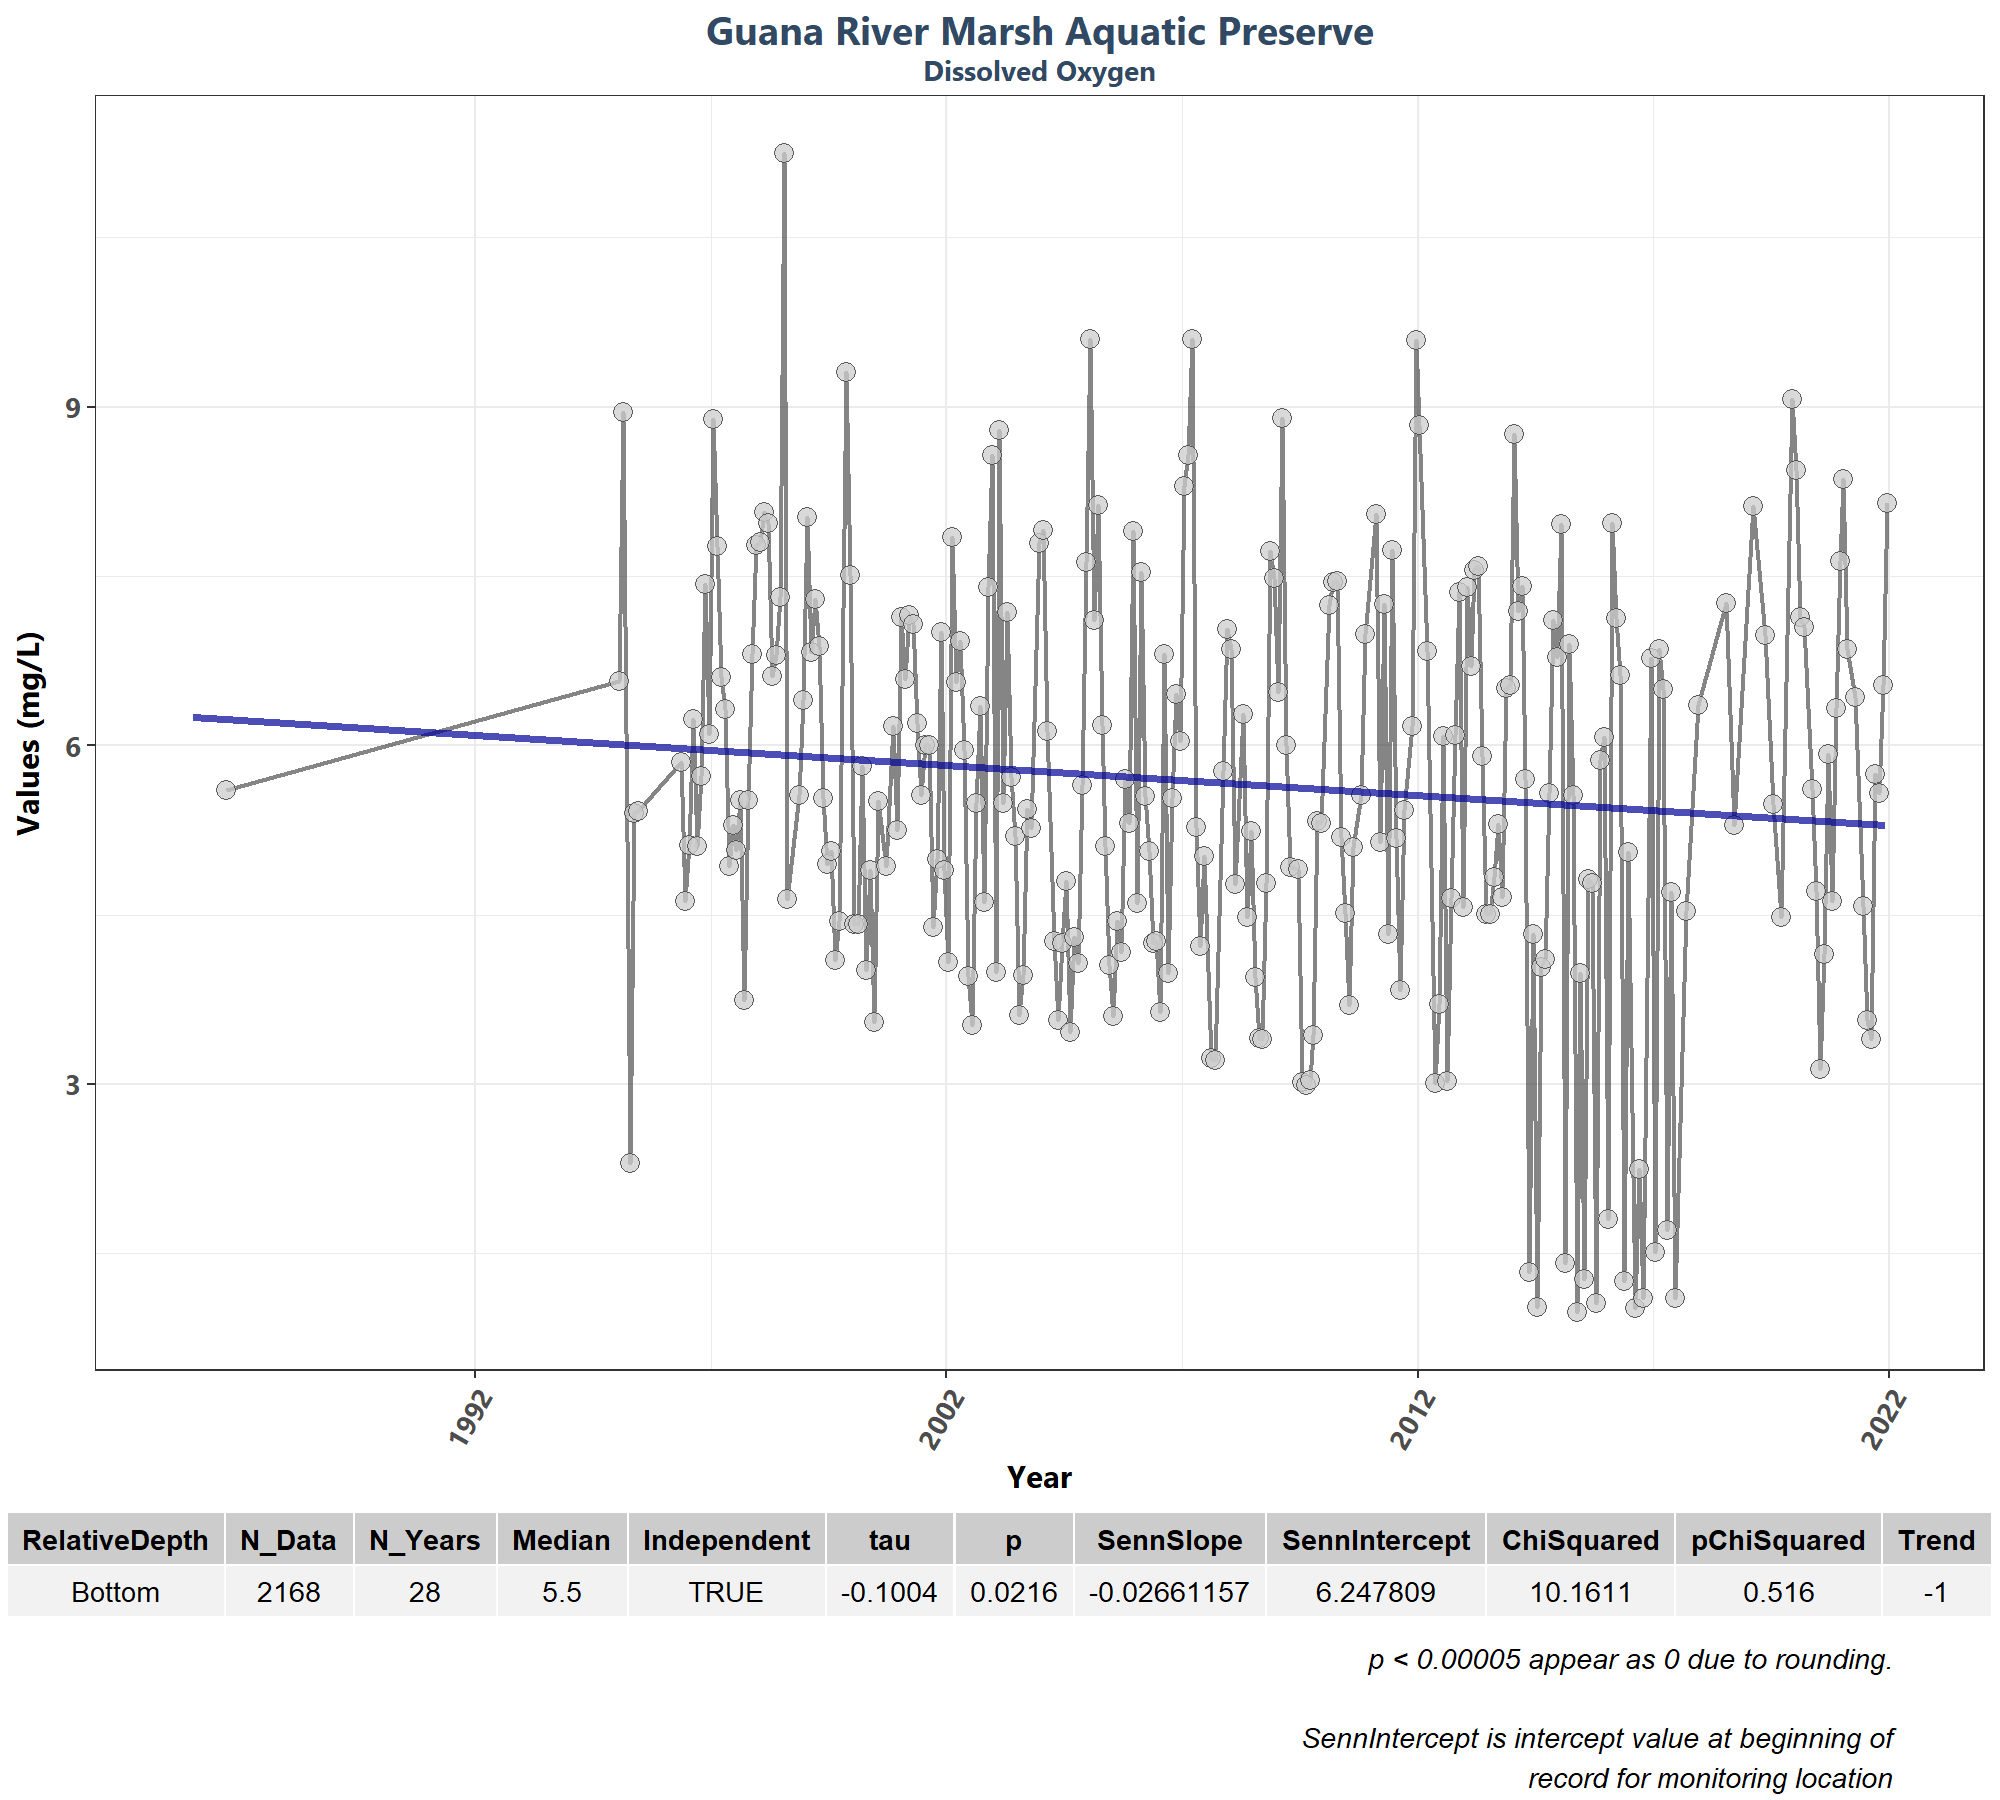 Guana River Marsh Aquatic Preserve
Dissolved Oxygen
Values (mg/L)
9
6
3
1992 2002 2012 2022
Year
RelativeDepth N_Data N_Years Median Independent tau p SennSlope SennIntercept ChiSquared pChiSquared Trend
Bottom 2168 28 5.5 TRUE -0.1004 0.0216 -0.02661157 6.247809 10.1611 0.516 -1
p < 0.00005 appear as 0 due to rounding.
SennIntercept is intercept value at beginning of
record for monitoring location